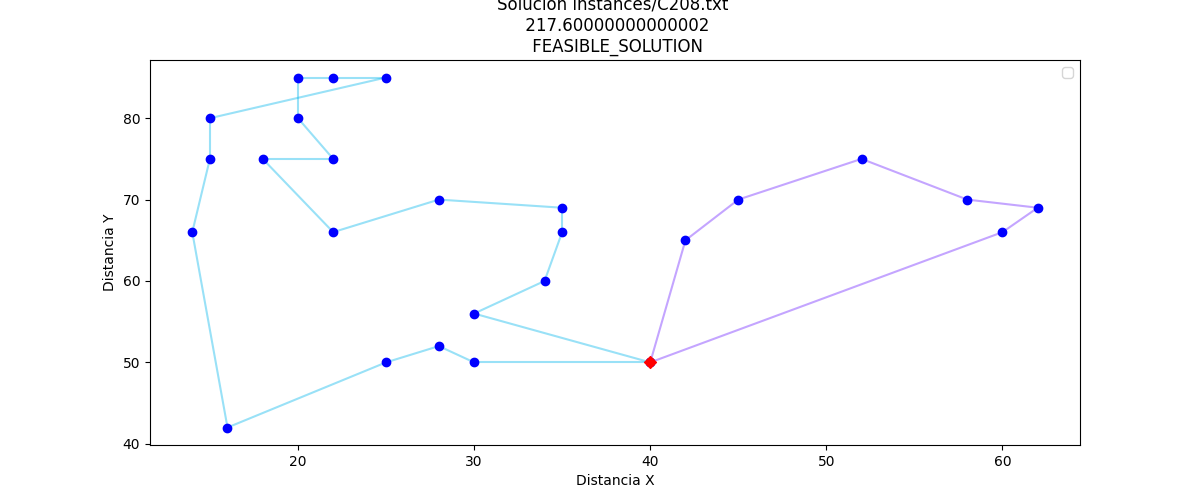 Solucion instances/C208.txt
217.60000000000002
FEASIBLE_SOLUTION
80
70
60
50
40
Distancia Y
20
30
40
50
60
Distancia X